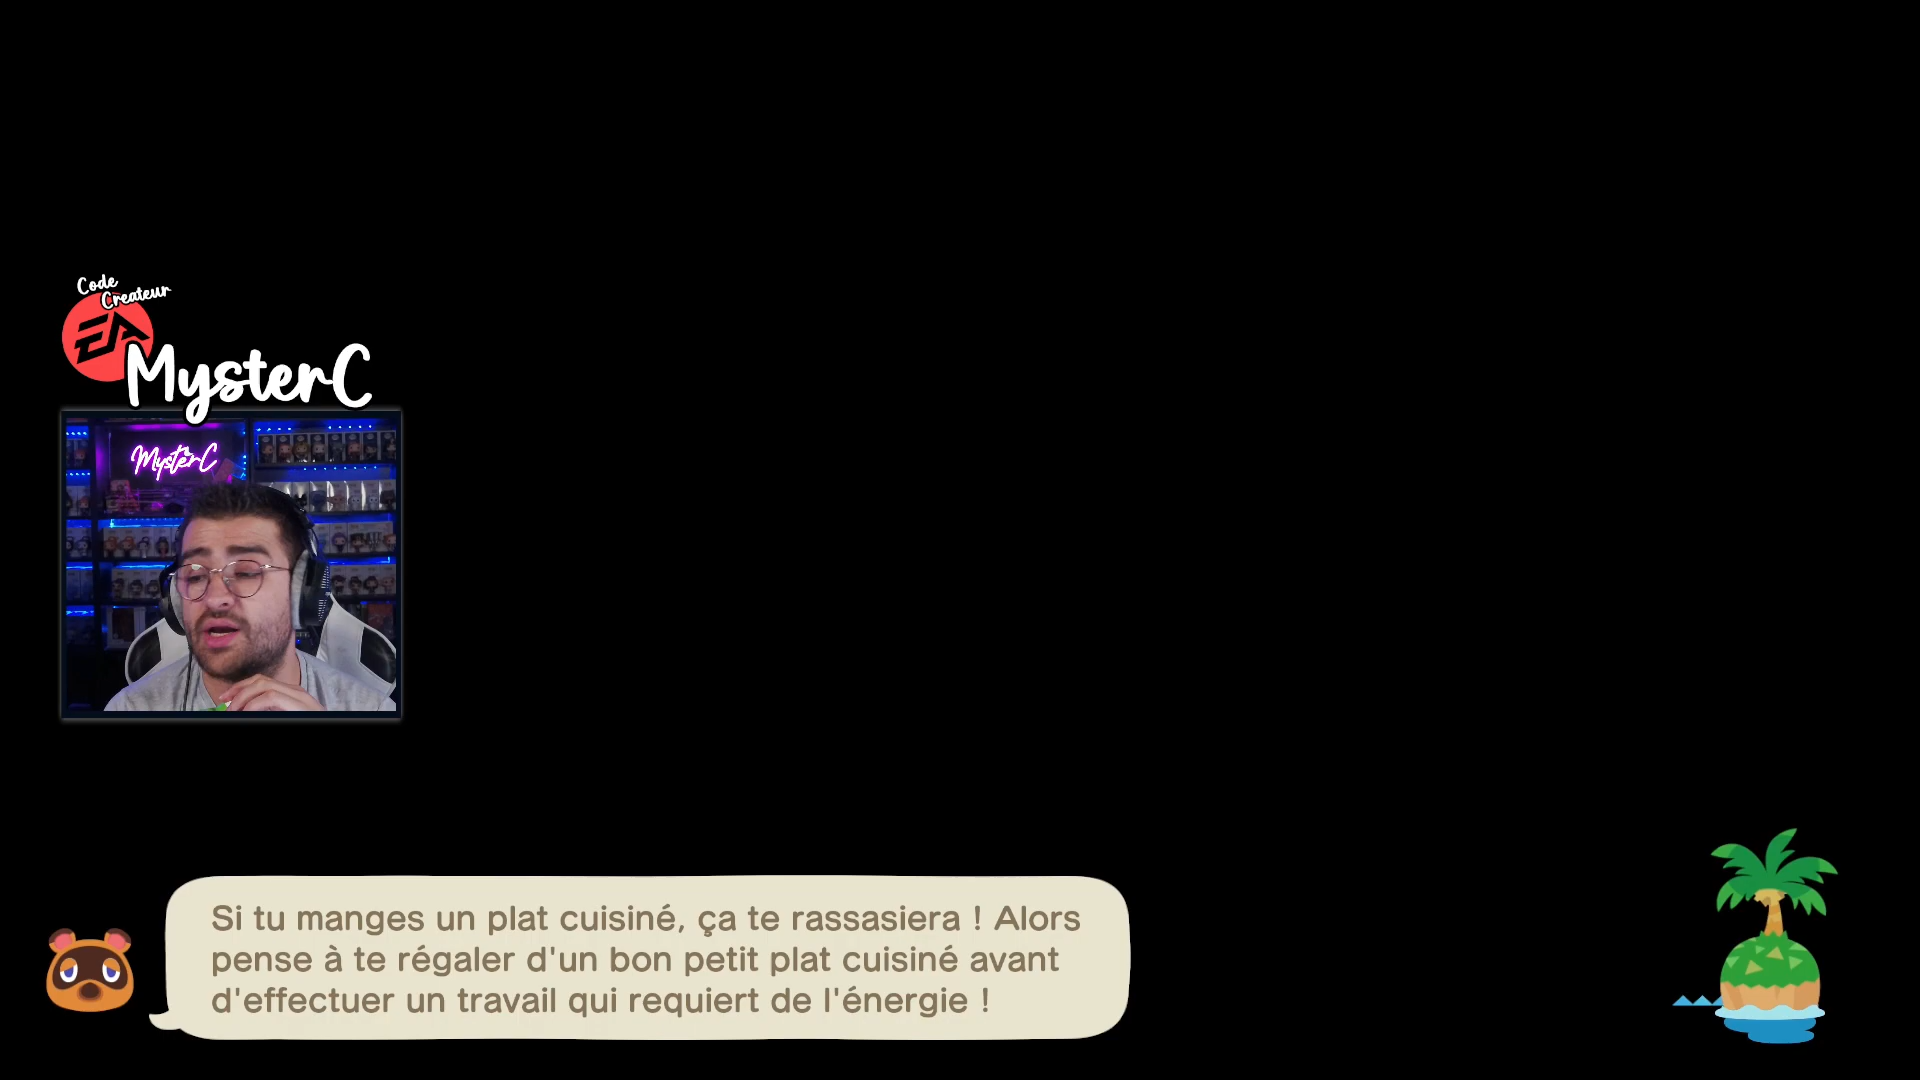 Code
Createur
EA
MysterC
MysterC
Si tu manges un plat cuisiné, ça te rassasiera ! Alors
pense à te régaler d'un bon petit plat cuisiné avant
d'effectuer un travail qui requiert de l'énergie !